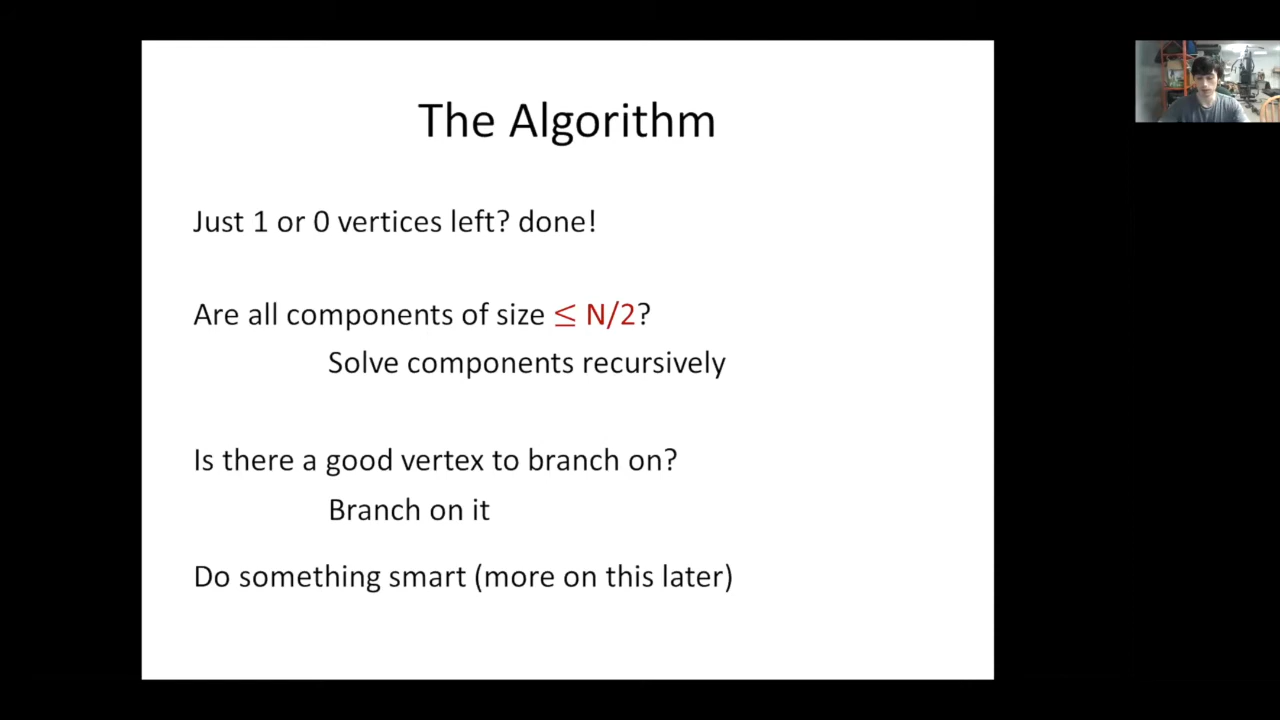 The Algorithm
Just 1 or 0 vertices left? done!
Are all components of size ≤ N/2?
Solve components recursively
Is there a good vertex to branch on?
Branch on it
Do something smart (more on this later)